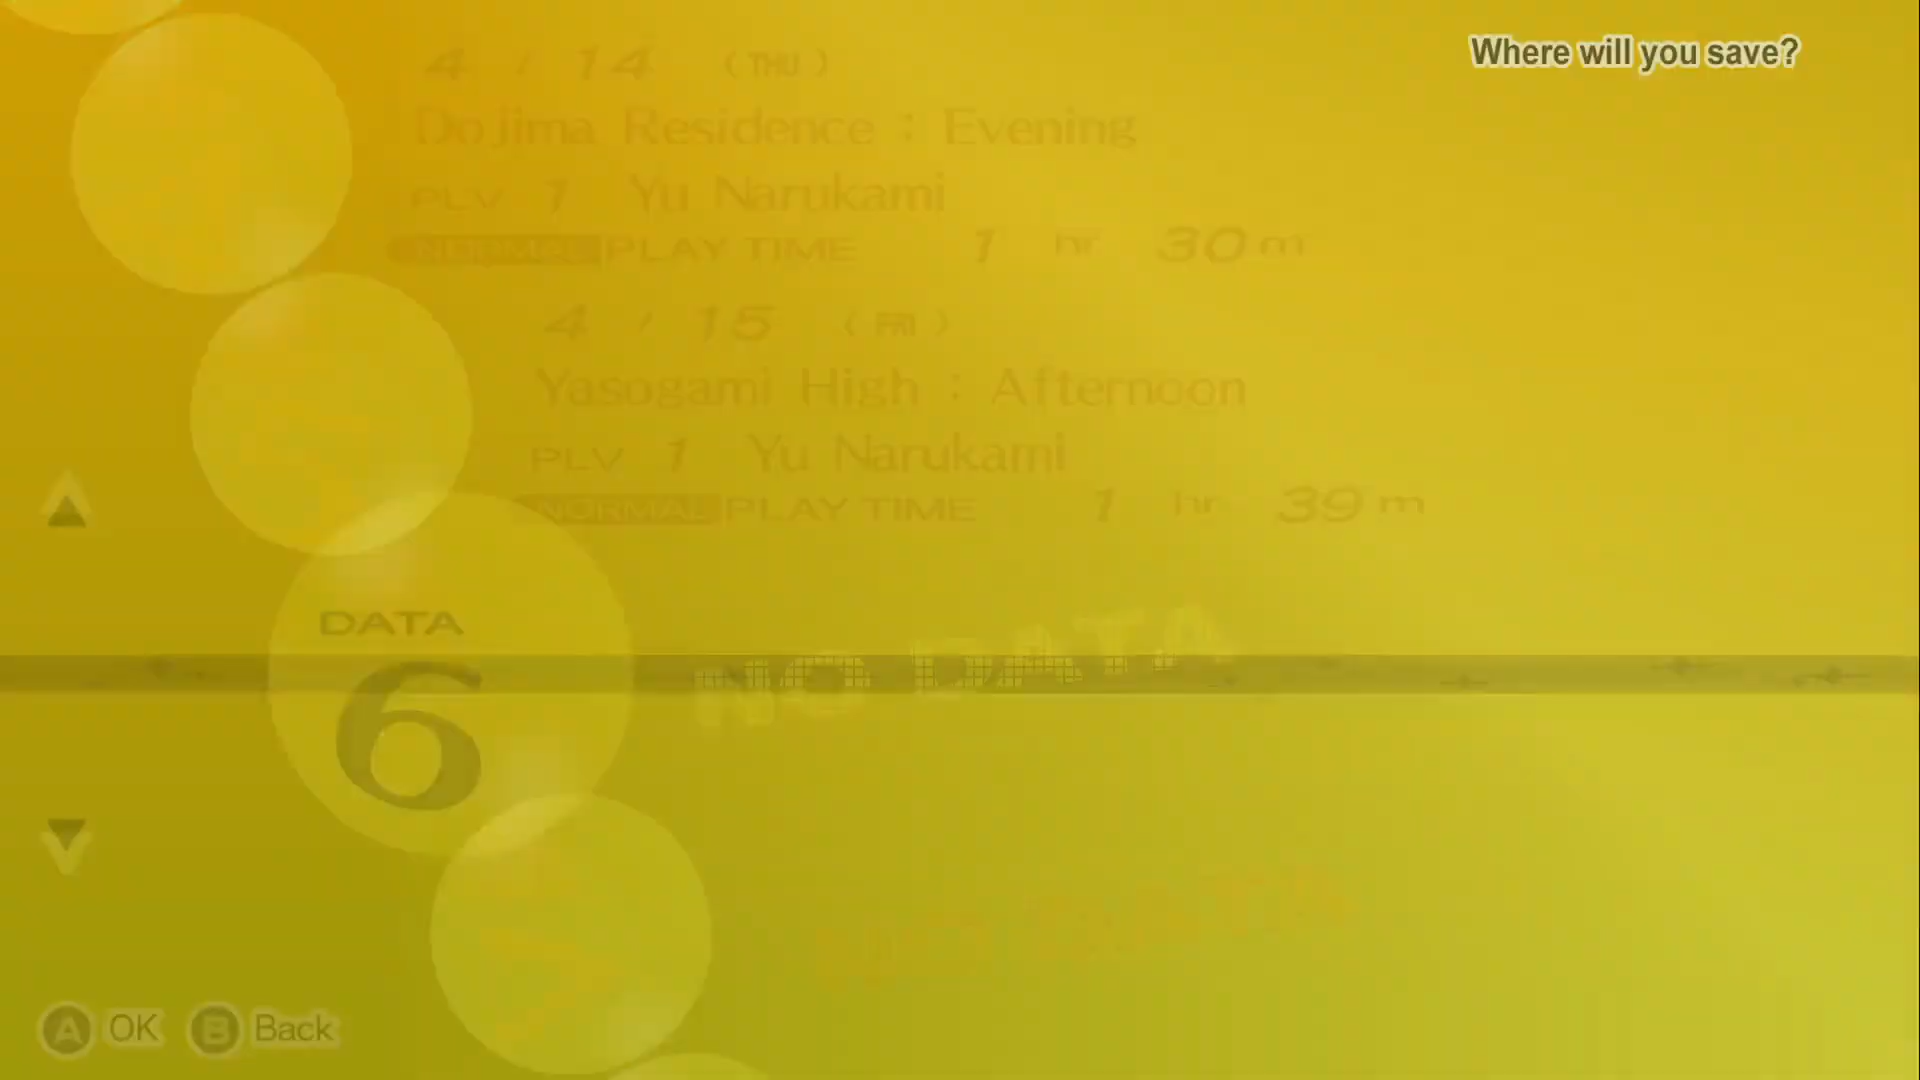 Where will you save?
4 / 14 (THU)
Dojima Residence : Evening
PLV 1 Yu Narukami
NORMAL PLAY TIME 1 hr 30 m
4 / 15 (FRI)
Yasogami High : Afternoon
PLV 1 Yu Narukami
NORMAL PLAY TIME 1 hr 39 m
DATA
6
NO DATA
A OK B Back